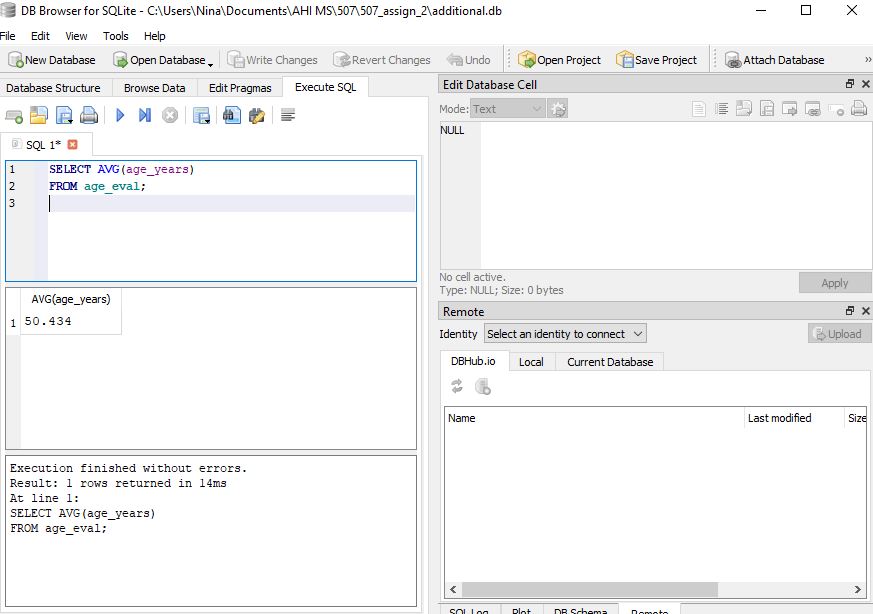 DB Browser for SQLite - C:\Users\Nina\Documents\AHI MS\507\507_assign_2\additional.db
File Edit View Tools Help
New Database Open Database Write Changes Revert Changes Undo Open Project Save Project Attach Database »
Database Structure Browse Data Edit Pragmas Execute SQL
SQL 1*
1 SELECT AVG(age_years)
2 FROM age_eval;
3
AVG(age_years)
1 50.434
Execution finished without errors.
Result: 1 rows returned in 14ms
At line 1:
SELECT AVG(age_years)
FROM age_eval;
Edit Database Cell
Mode: Text
NULL
No cell active.
Type: NULL; Size: 0 bytes
Apply
Remote
Identity Select an identity to connect Upload
DBHub.io Local Current Database
Name Last modified Size
SQL Log Plot DB Schema Remote